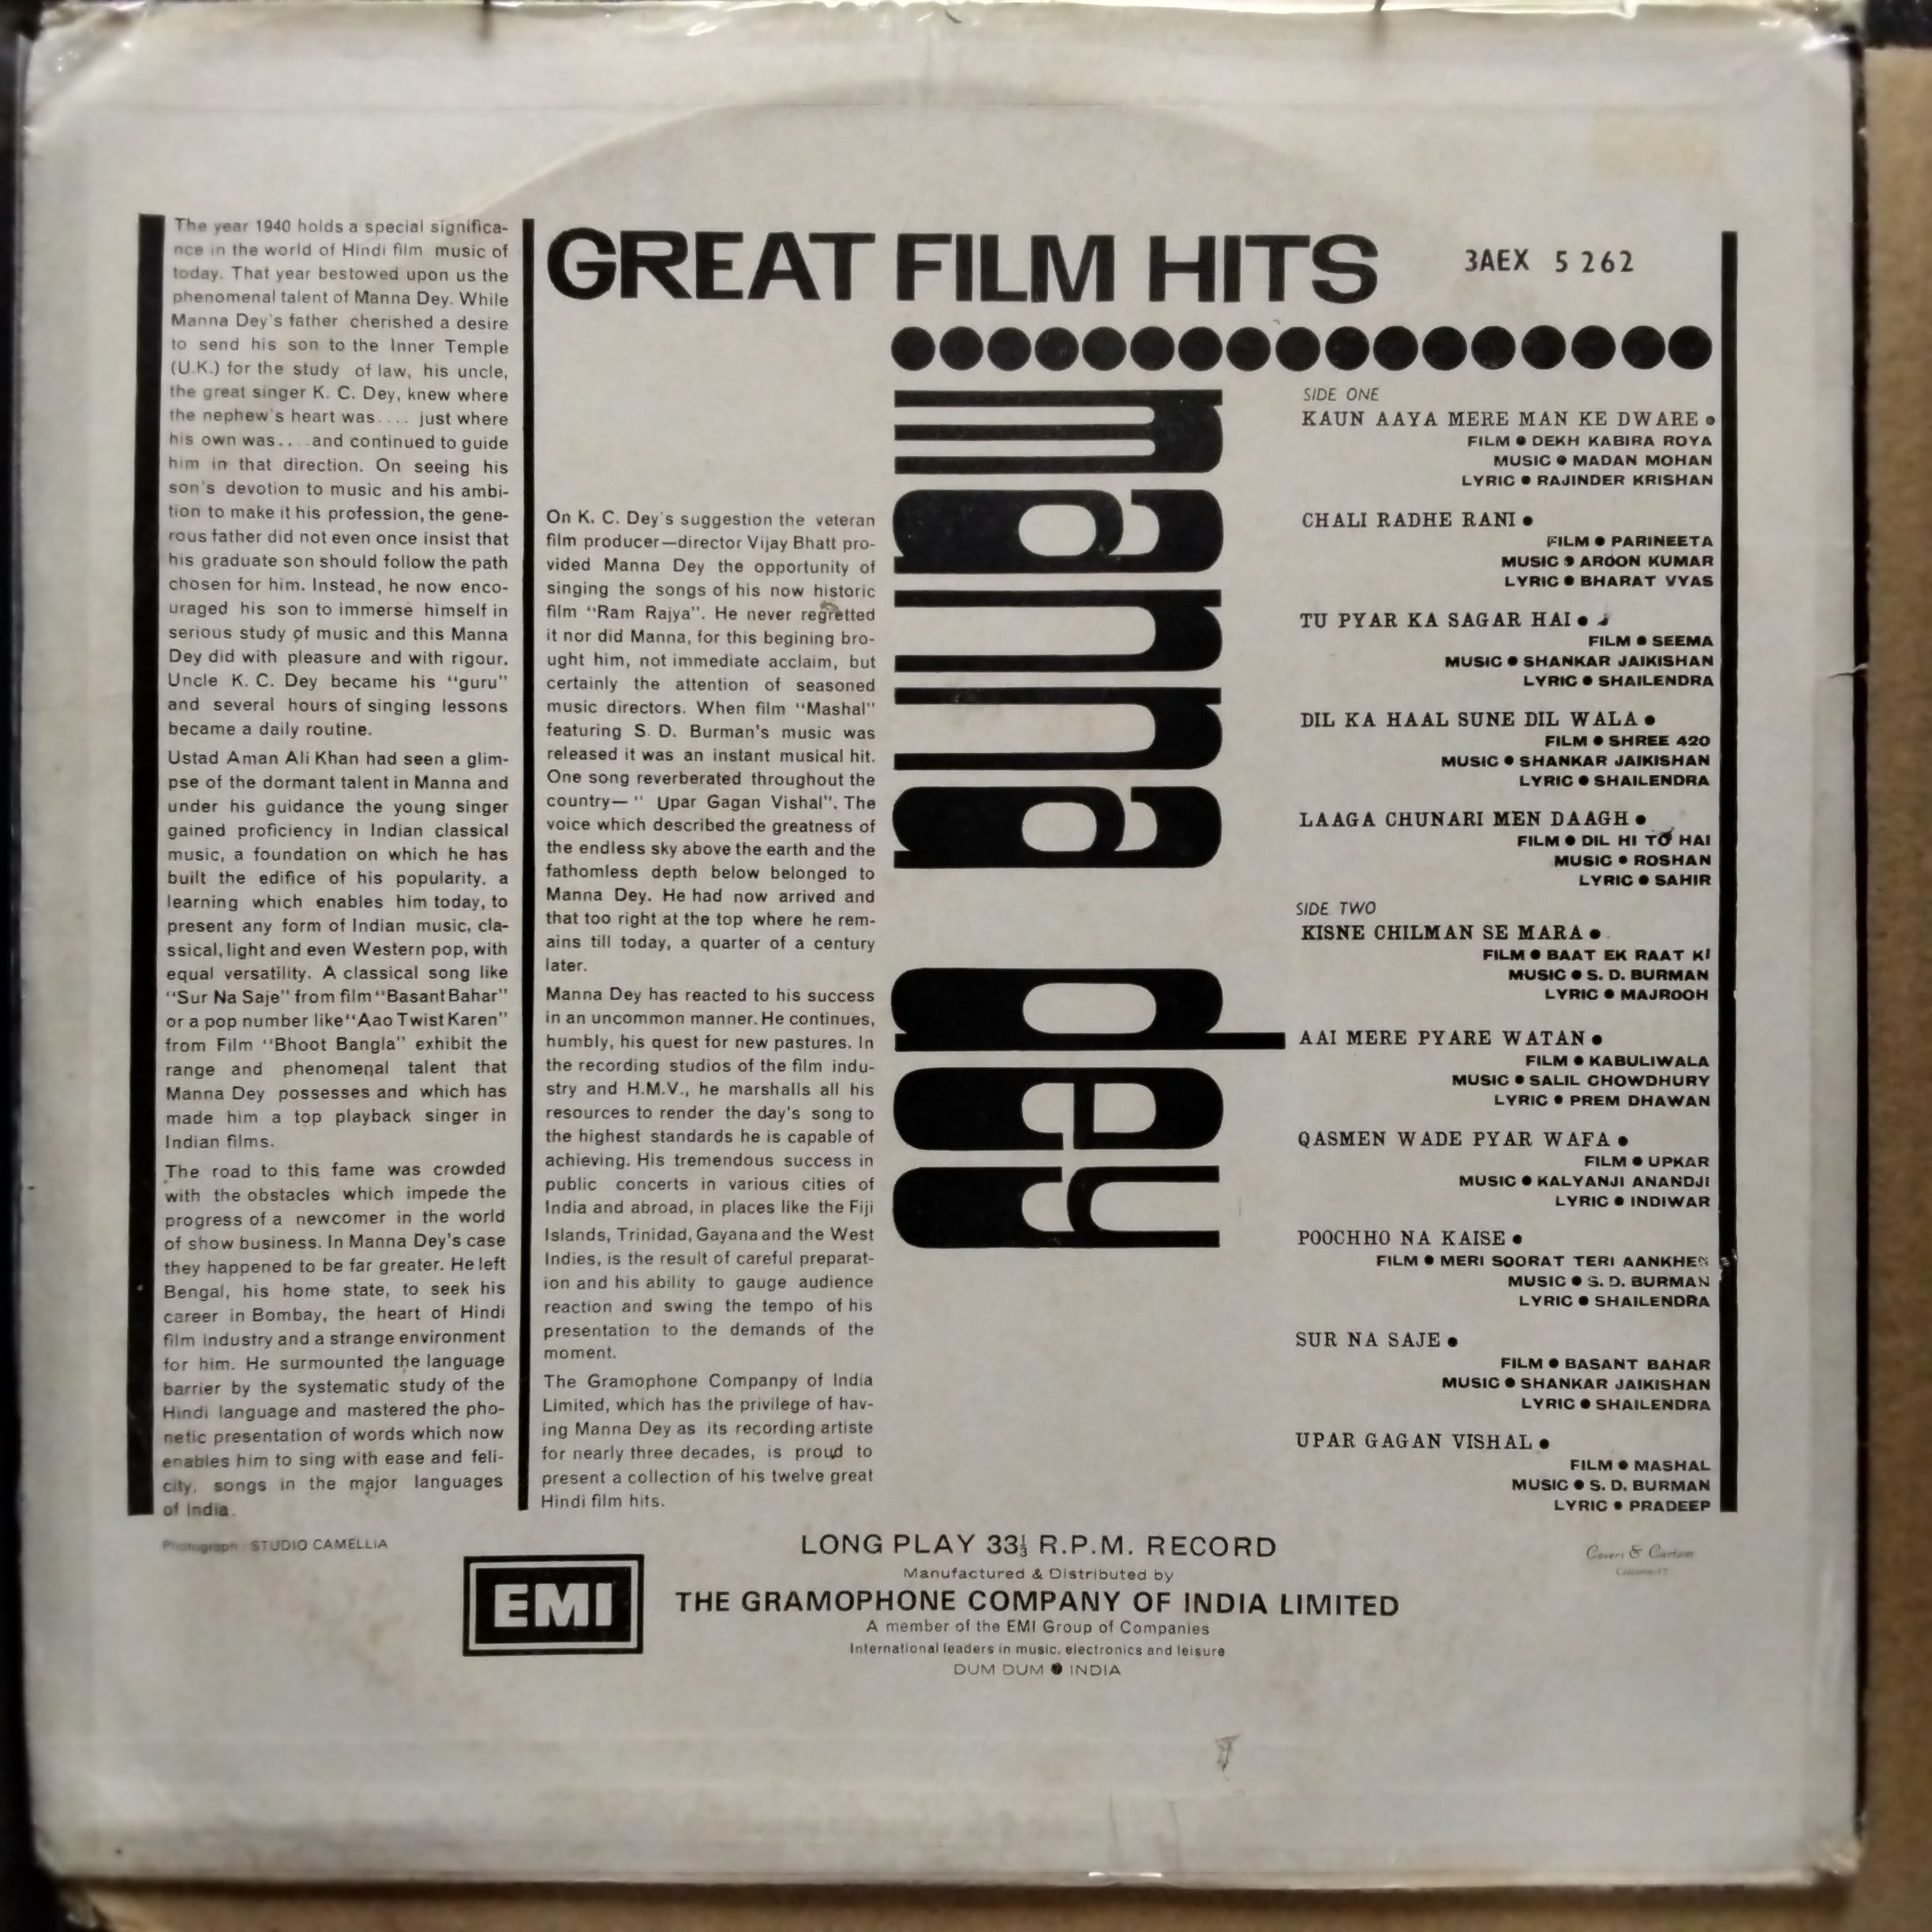 The year 1940 holds a special significa-
nce in the world of Hindi film music of
today. That year bestowed upon us the
phenomenal talent of Manna Dey. While
Manna Dey's father cherished a desire
to send his son to the Inner Temple
(U.K.) for the study of law, his uncle,
the great singer K. C. Dey, knew where
the nephew's heart was.... just where
his own was....and continued to guide
him in that direction. On seeing his
son's devotion to music and his ambi-
tion to make it his profession, the gene-
rous father did not even once insist that
his graduate son should follow the path
chosen for him. Instead, he now enco-
uraged his son to immerse himself in
serious study of music and this Manna
Dey did with pleasure and with rigour.
Uncle K. C. Dey became his "guru"
and several hours of singing lessons
became a daily routine.
Ustad Aman Ali Khan had seen a glim-
pse of the dormant talent in Manna and
under his guidance the young singer
gained proficiency in Indian classical
music, a foundation on which he has
built the edifice of his popularity. a
learning which enables him today, to
present any form of Indian music, cla-
ssical, light and even Western pop, with
equal versatility. A classical song like
"Sur Na Saje" from film "Basant Bahar"
or a pop number like "Aao Twist Karen"
from Film "Bhoot Bangla" exhibit the
range and phenomenal talent that
Manna Dey possesses and which has
made him a top playback singer in
Indian films.
The road to this fame was crowded
with the obstacles which impede the
progress of a newcomer in the world
of show business. In Manna Dey's case
they happened to be far greater. He left
Bengal, his home state, to seek his
career in Bombay, the heart of Hindi
film industry and a strange environment
for him. He surmounted the language
barrier by the systematic study of the
Hindi language and mastered the pho-
netic presentation of words which now
enables him to sing with ease and feli-
city, songs in the major languages
of India.
Photograph : STUDIO CAMELLIA
GREAT FILM HITS
3AEX 5262
On K. C. Dey's suggestion the veteran
film producer—director Vijay Bhatt pro-
vided Manna Dey the opportunity of
singing the songs of his now historic
film "Ram Rajya". He never regretted
it nor did Manna, for this begining bro-
ught him, not immediate acclaim, but
certainly the attention of seasoned
music directors. When film "Mashal"
featuring S. D. Burman's music was
released it was an instant musical hit.
One song reverberated throughout the
country— " Upar Gagan Vishal". The
voice which described the greatness of
the endless sky above the earth and the
fathomless depth below belonged to
Manna Dey. He had now arrived and
that too right at the top where he rem-
ains till today, a quarter of a century
later.
Manna Dey has reacted to his success
in an uncommon manner. He continues,
humbly, his quest for new pastures. In
the recording studios of the film indu-
stry and H.M.V., he marshalls all his
resources to render the day's song to
the highest standards he is capable of
achieving. His tremendous success in
public concerts in various cities of
India and abroad, in places like the Fiji
Islands, Trinidad, Gayana and the West
Indies, is the result of careful preparat-
ion and his ability to gauge audience
reaction and swing the tempo of his
presentation to the demands of the
moment.
The Gramophone Companpy of India
Limited, which has the privilege of hav-
ing Manna Dey as its recording artiste
for nearly three decades, is proud to
present a collection of his twelve great
Hindi film hits.
manna dey
SIDE ONE
KAUN AAYA MERE MAN KE DWARE ●
FILM ● DEKH KABIRA ROYA
MUSIC ● MADAN MOHAN
LYRIC ● RAJINDER KRISHAN
CHALI RADHE RANI ●
FILM ● PARINEETA
MUSIC ● AROON KUMAR
LYRIC ● BHARAT VYAS
TU PYAR KA SAGAR HAI ●
FILM ● SEEMA
MUSIC ● SHANKAR JAIKISHAN
LYRIC ● SHAILENDRA
DIL KA HAAL SUNE DIL WALA ●
FILM ● SHREE 420
MUSIC ● SHANKAR JAIKISHAN
LYRIC ● SHAILENDRA
LAAGA CHUNARI MEN DAAGH ●
FILM ● DIL HI TO HAI
MUSIC ● ROSHAN
LYRIC ● SAHIR
SIDE TWO
KISNE CHILMAN SE MARA ●
FILM ● BAAT EK RAAT KI
MUSIC ● S. D. BURMAN
LYRIC ● MAJROOH
AAI MERE PYARE WATAN ●
FILM ● KABULIWALA
MUSIC ● SALIL CHOWDHURY
LYRIC ● PREM DHAWAN
QASMEN WADE PYAR WAFA ●
FILM ● UPKAR
MUSIC ● KALYANJI ANANDJI
LYRIC ● INDIWAR
POOCHHO NA KAISE ●
FILM ● MERI SOORAT TERI AANKHEN
MUSIC ● S. D. BURMAN
LYRIC ● SHAILENDRA
SUR NA SAJE ●
FILM ● BASANT BAHAR
MUSIC ● SHANKAR JAIKISHAN
LYRIC ● SHAILENDRA
UPAR GAGAN VISHAL ●
FILM ● MASHAL
MUSIC ● S. D. BURMAN
LYRIC ● PRADEEP
EMI
LONG PLAY 33⅓ R.P.M. RECORD
Manufactured & Distributed by
THE GRAMOPHONE COMPANY OF INDIA LIMITED
A member of the EMI Group of Companies
International leaders in music, electronics and leisure
DUM DUM ● INDIA